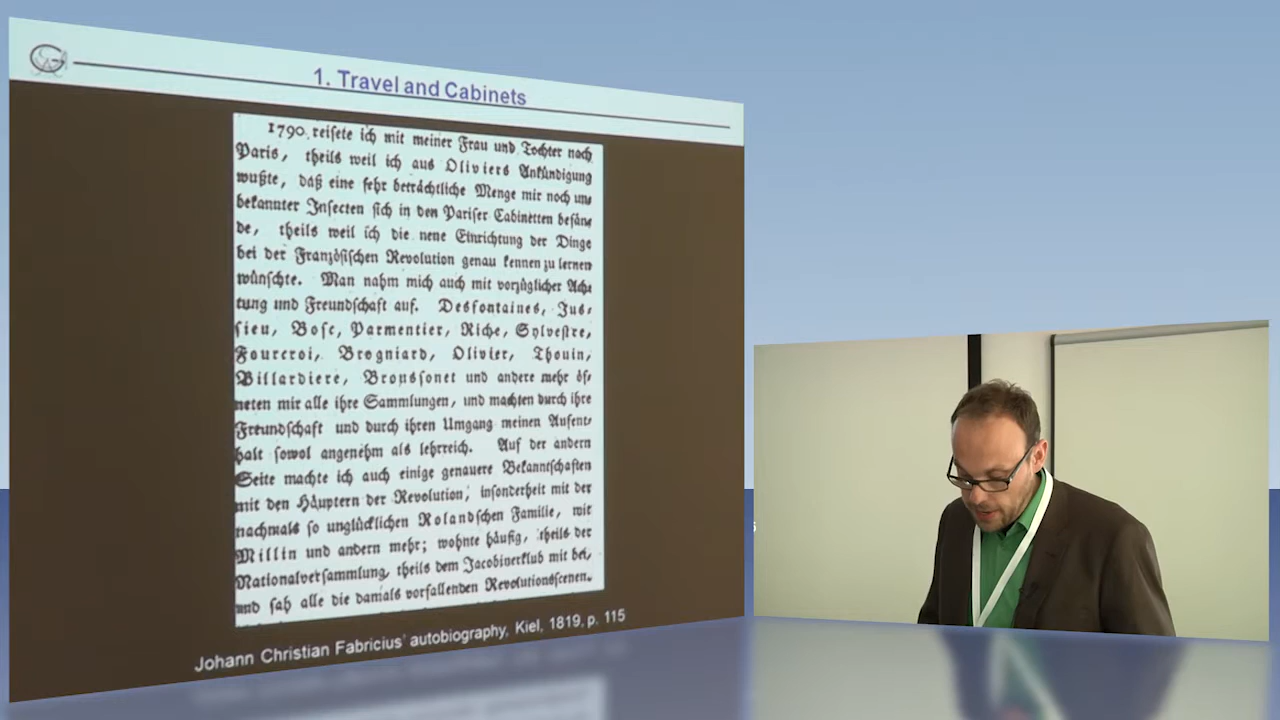 1. Travel and Cabinets
1790. reiſete ich mit meiner Frau und Tochter nach
Paris, theils weil ich aus Oliviers Ankündigung
wußte, daß eine ſehr beträchtliche Menge mir noch un⸗
bekannter Inſecten ſich in den Pariſer Cabinetten befän⸗
de, theils weil ich die neue Einrichtung der Dinge
bei der Franzöſiſchen Revolution genau kennen zu lernen
wünſchte. Man nahm mich auch mit vorzüglicher Ach⸗
tung und Freundſchaft auf. Desfontaines, Juſ⸗
ſieu, Boſc, Parmentier, Riche, Sylveſtre,
Fourcroi, Brogniard, Olivier, Thouin,
Billardiere, Brouſſonet und andere mehr öf⸗
neten mir alle ihre Sammlungen, und machten durch ihre
Freundſchaft und durch ihren Umgang meinen Aufent⸗
halt ſowol angenehm als lehrreich. Auf der andern
Seite machte ich auch einige genauere Bekanntſchaften
mit den Häuptern der Revolution, inſonderheit mit der
nachmals ſo unglücklichen Rolandſchen Familie, mit
Millin und andern mehr; wohnte häufig, theils der
Nationalverſammlung, theils dem Jacobinerklub mit bei,
und ſah alle die damals vorfallenden Revolutionsſcenen.
Johann Christian Fabricius' autobiography, Kiel, 1819, p. 115